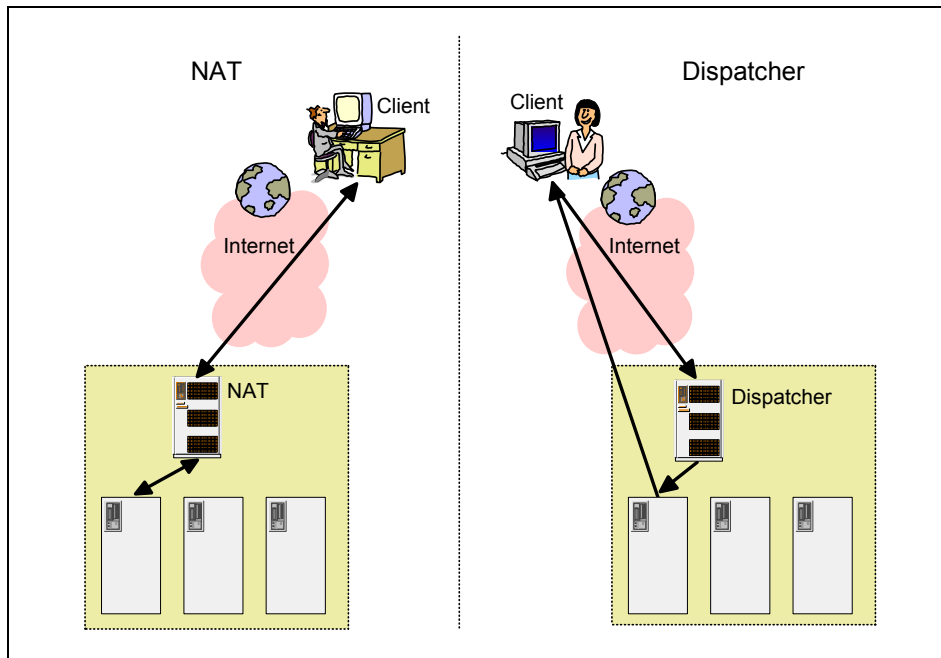 NAT
Client
Internet
NAT
Dispatcher
Client
Internet
Dispatcher